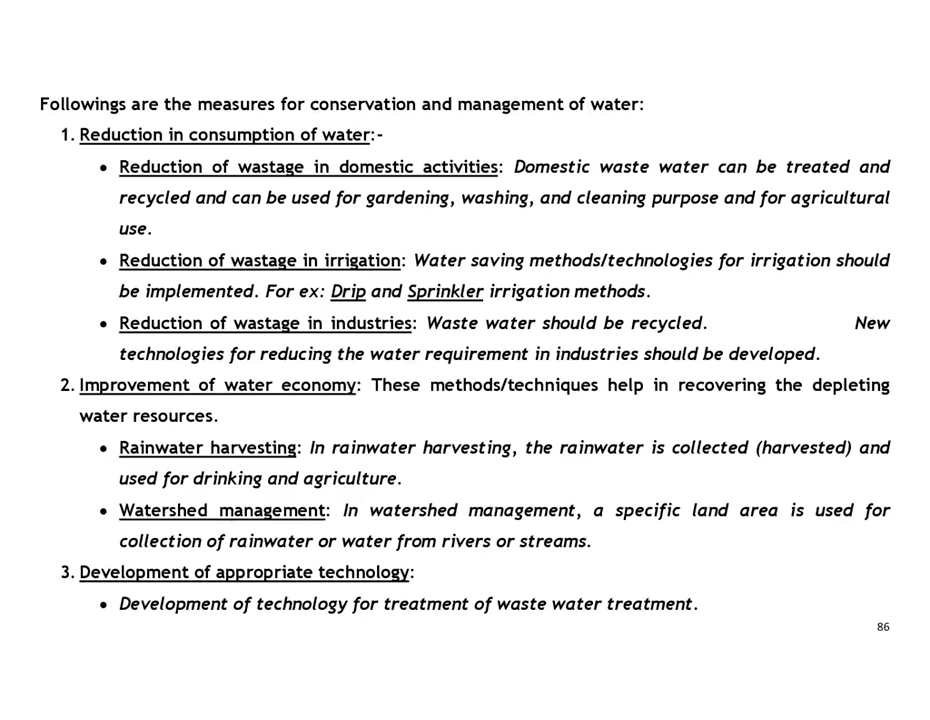 Followings are the measures for conservation and management of water:
1. Reduction in consumption of water:-
• Reduction of wastage in domestic activities: Domestic waste water can be treated and
recycled and can be used for gardening, washing, and cleaning purpose and for agricultural
use.
• Reduction of wastage in irrigation: Water saving methods/technologies for irrigation should
be implemented. For ex: Drip and Sprinkler irrigation methods.
• Reduction of wastage in industries: Waste water should be recycled. New
technologies for reducing the water requirement in industries should be developed.
2. Improvement of water economy: These methods/techniques help in recovering the depleting
water resources.
• Rainwater harvesting: In rainwater harvesting, the rainwater is collected (harvested) and
used for drinking and agriculture.
• Watershed management: In watershed management, a specific land area is used for
collection of rainwater or water from rivers or streams.
3. Development of appropriate technology:
• Development of technology for treatment of waste water treatment.
86